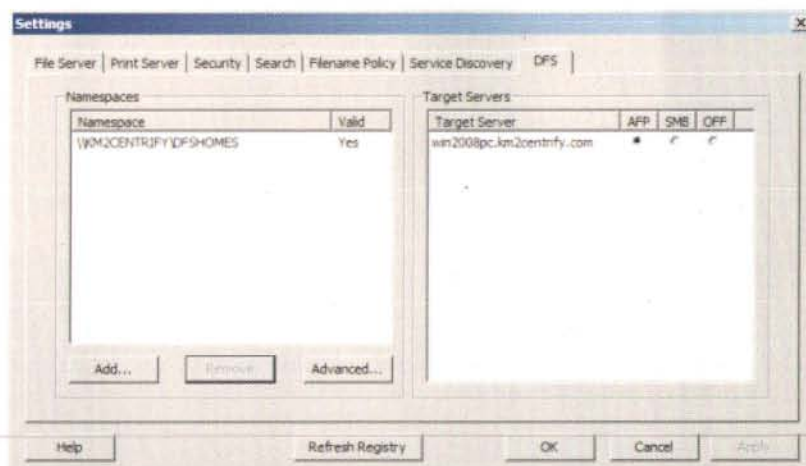 Settings
File Server | Print Server | Security | Search | Filename Policy | Service Discovery | DFS
Namespaces
Namespace Valid
\\KM2CENTRIFY\DFSHOMES Yes
Add... Remove Advanced...
Target Servers
Target Server AFP SMB OFF
win2008pc.km2centrify.com
Help Refresh Registry OK Cancel Apply